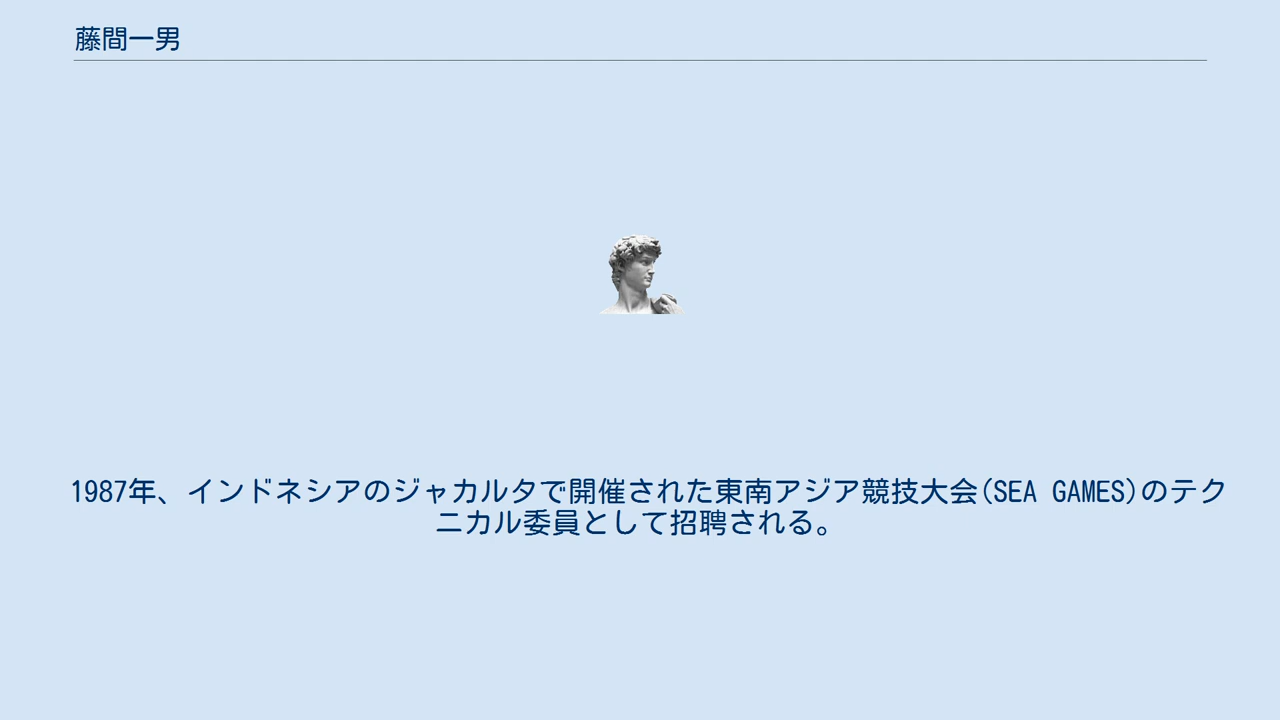 藤間一男
1987年、インドネシアのジャカルタで開催された東南アジア競技大会(SEA GAMES)のテク
ニカル委員として招聘される。